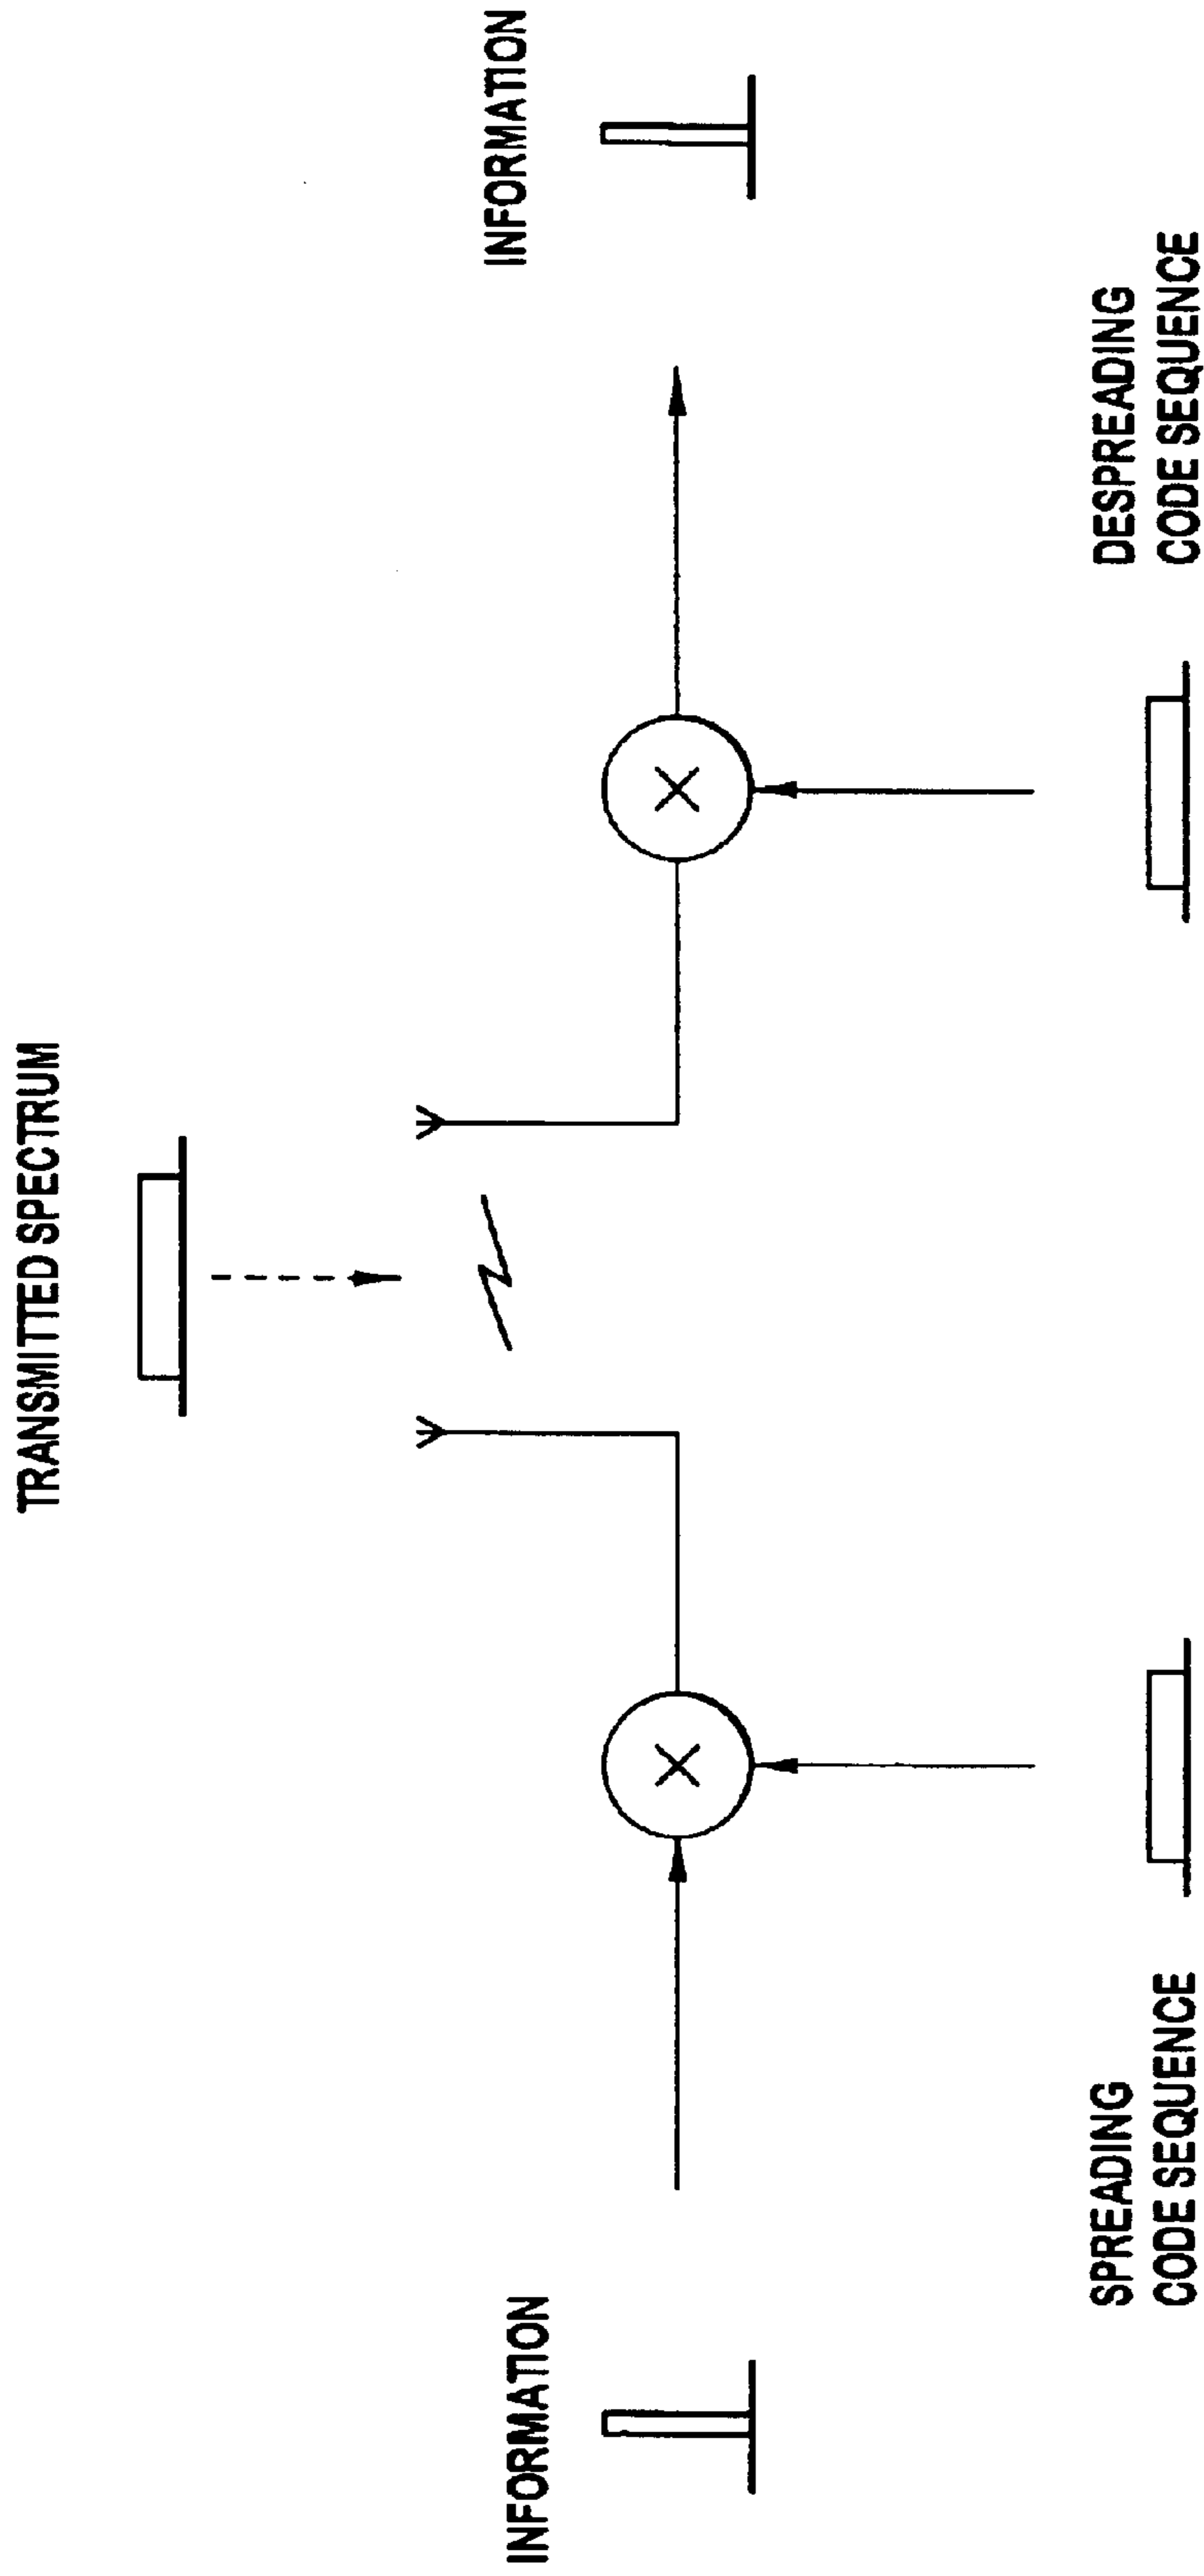 TRANSMITTED SPECTRUM
INFORMATION
INFORMATION
SPREADING
CODE SEQUENCE
DESPREADING
CODE SEQUENCE